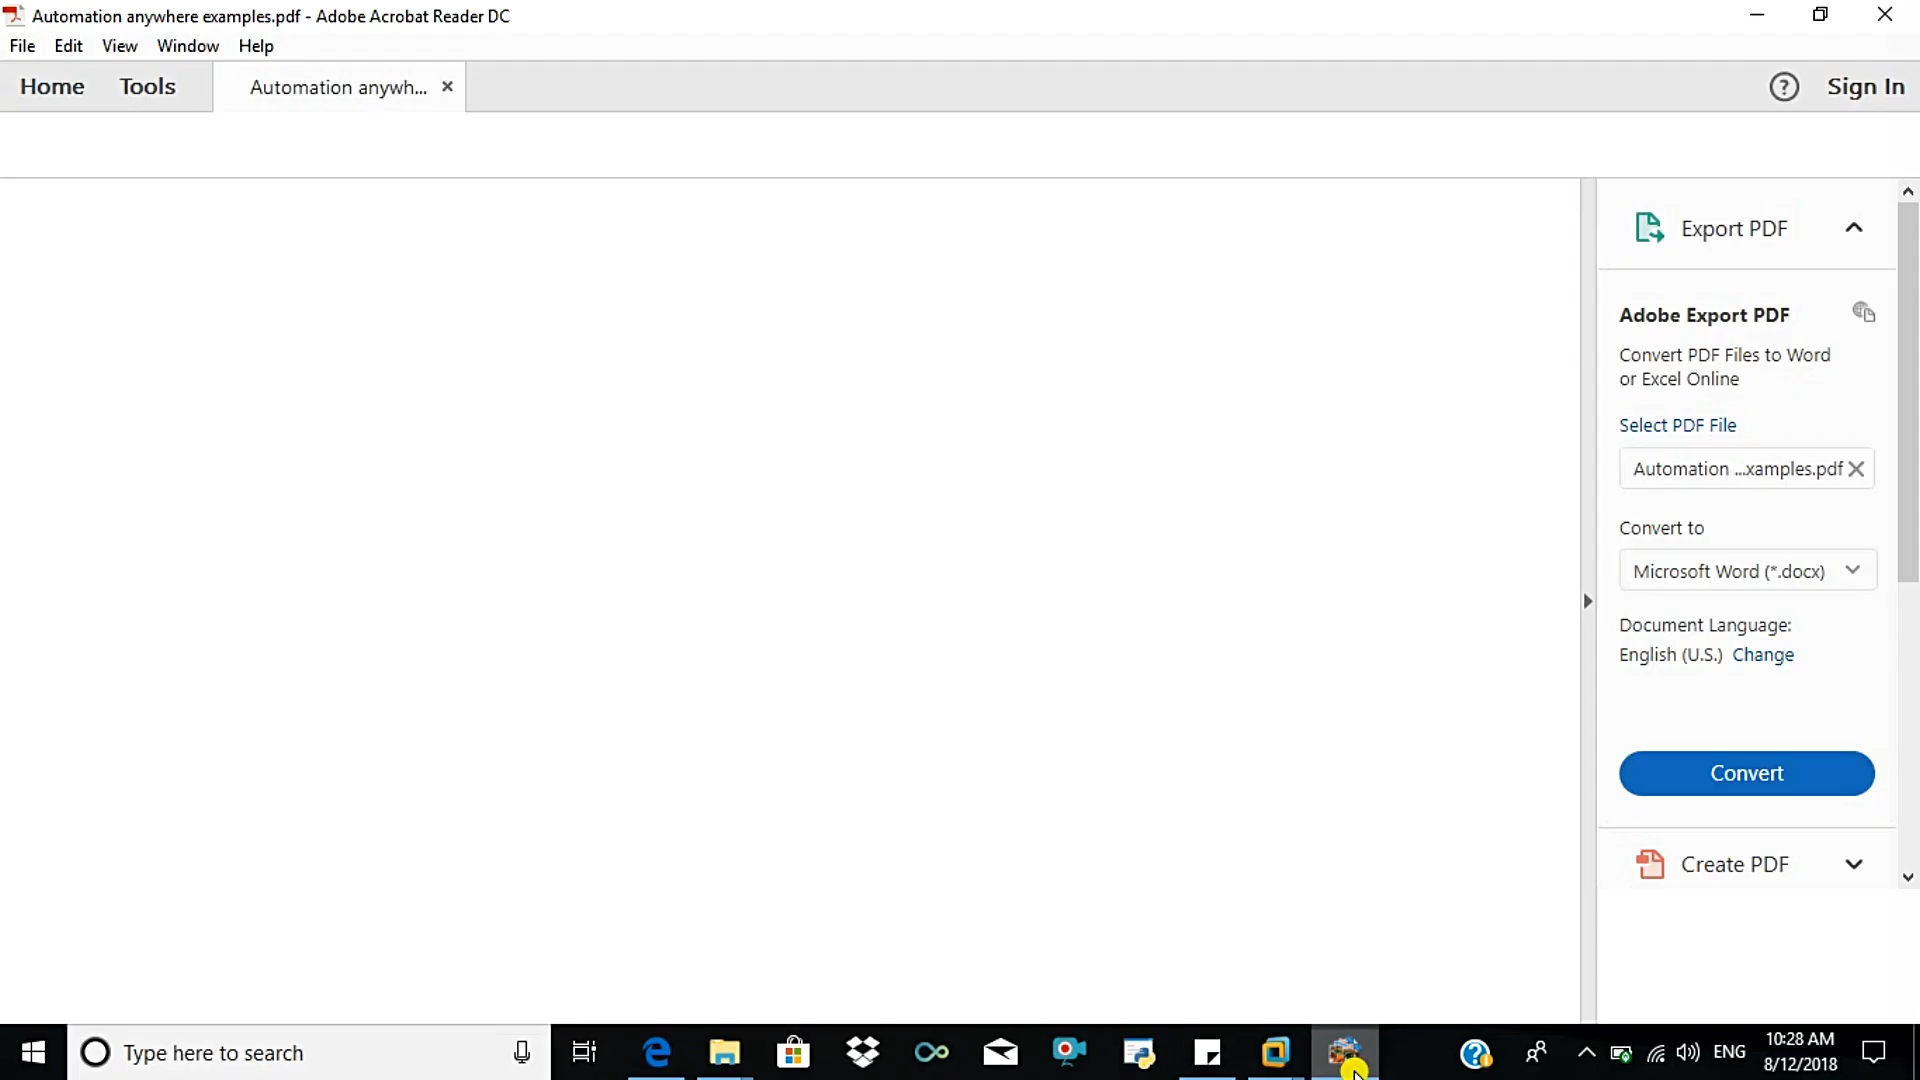 Automation anywhere examples.pdf - Adobe Acrobat Reader DC
File Edit View Window Help
Home Tools Automation anywh... Sign In
Export PDF
Adobe Export PDF
Convert PDF Files to Word
or Excel Online
Select PDF File
Automation ...xamples.pdf
Convert to
Microsoft Word (*.docx)
Document Language:
English (U.S.) Change
Convert
Create PDF
Type here to search
ENG
10:28 AM
8/12/2018